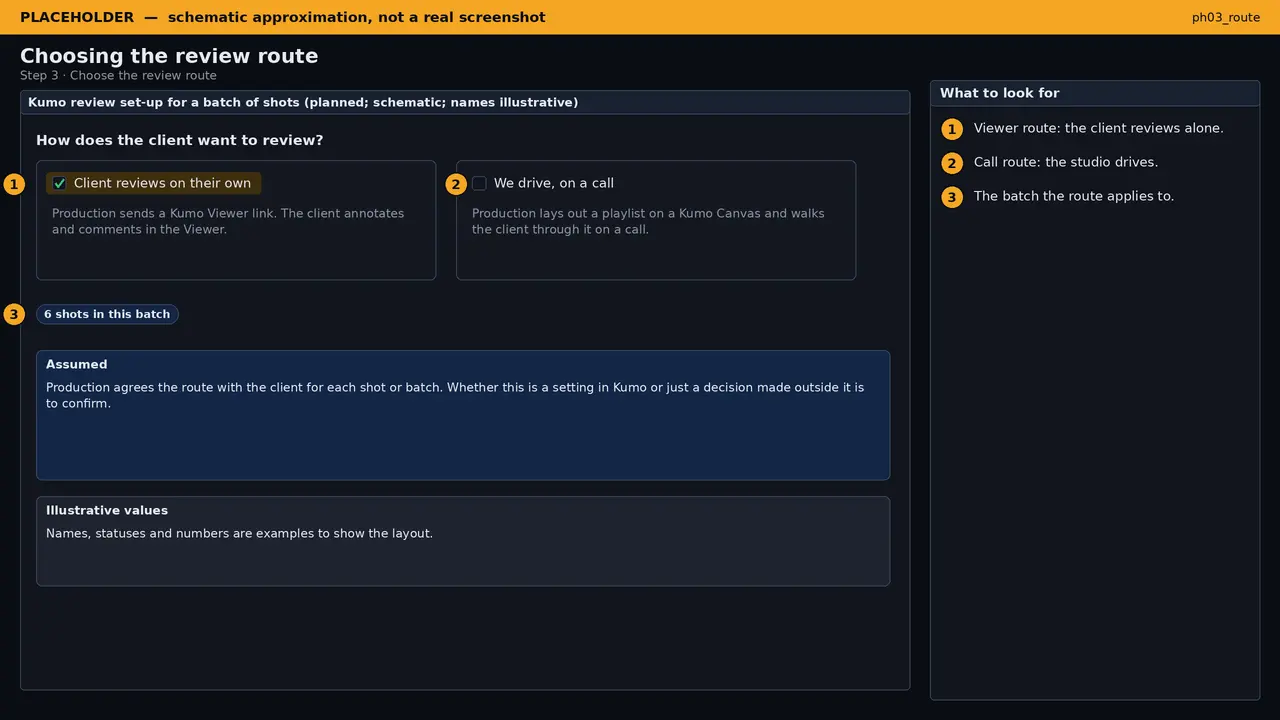 PLACEHOLDER — schematic approximation, not a real screenshot
ph03_route
Choosing the review route
Step 3 · Choose the review route
Kumo review set-up for a batch of shots (planned; schematic; names illustrative)
How does the client want to review?
1
Client reviews on their own
Production sends a Kumo Viewer link. The client annotates
and comments in the Viewer.
2
We drive, on a call
Production lays out a playlist on a Kumo Canvas and walks
the client through it on a call.
3
6 shots in this batch
Assumed
Production agrees the route with the client for each shot or batch. Whether this is a setting in Kumo or just a decision made outside it is
to confirm.
Illustrative values
Names, statuses and numbers are examples to show the layout.
What to look for
1 Viewer route: the client reviews alone.
2 Call route: the studio drives.
3 The batch the route applies to.